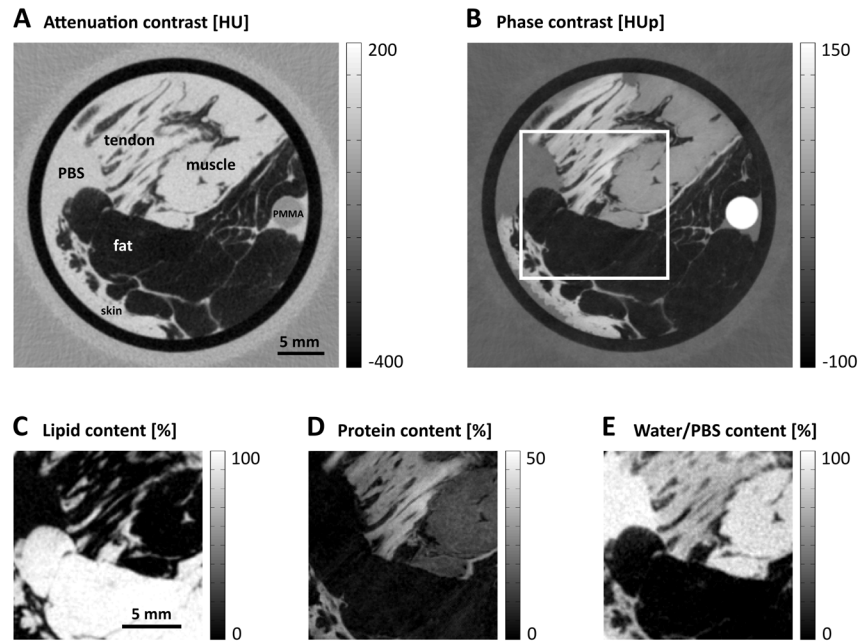 A Attenuation contrast [HU]
200
tendon
muscle
PBS
PMMA
fat
skin
5 mm
-400
B Phase contrast [HUp]
150
-100
C Lipid content [%]
100
5 mm
0
D Protein content [%]
50
0
E Water/PBS content [%]
100
0